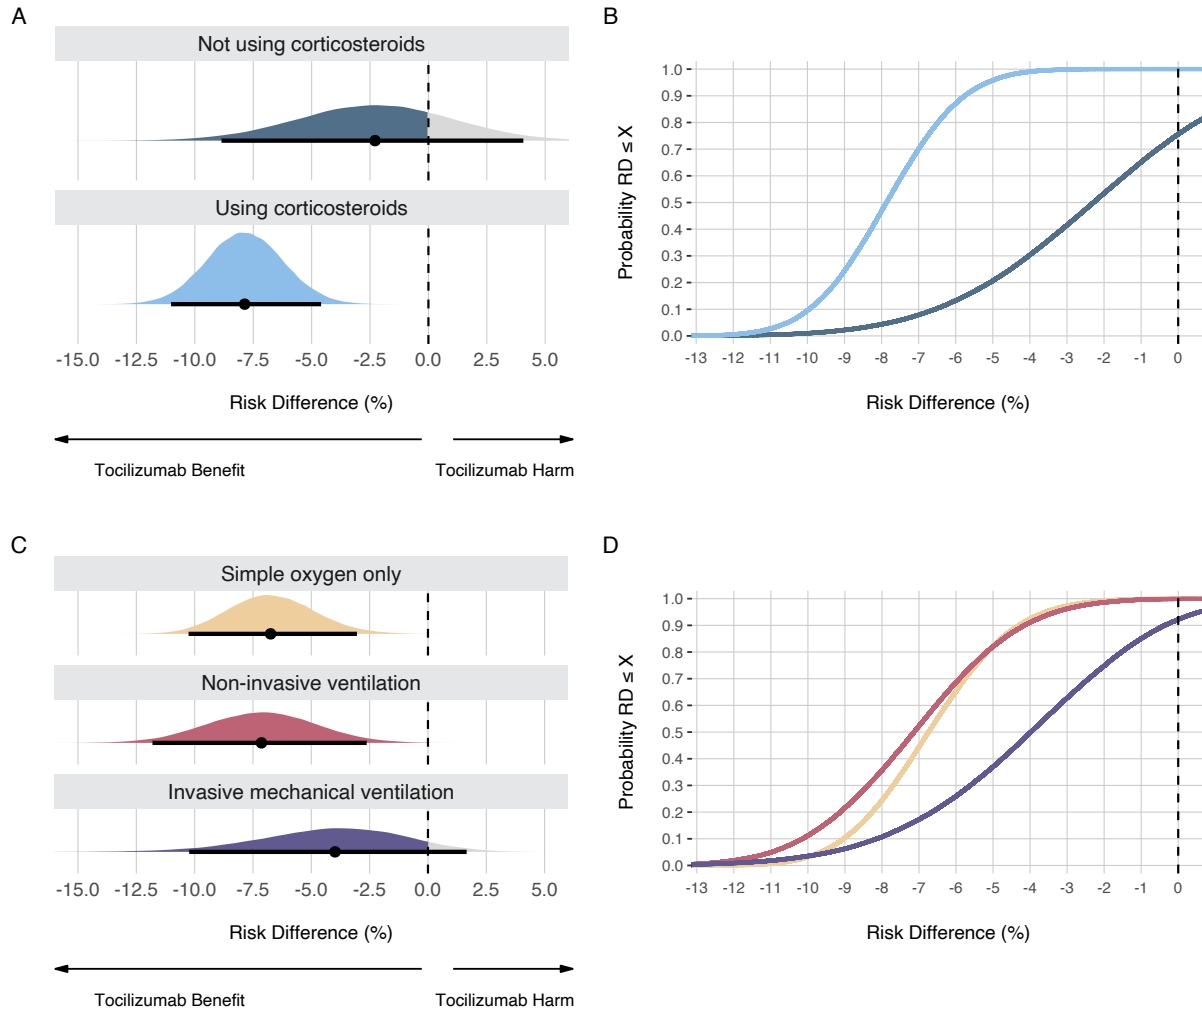 A
Not using corticosteroids
Using corticosteroids
-15.0 -12.5 -10.0 -7.5 -5.0 -2.5 0.0 2.5 5.0
Risk Difference (%)
Tocilizumab Benefit Tocilizumab Harm
B
Probability RD ≤ X
1.0
0.9
0.8
0.7
0.6
0.5
0.4
0.3
0.2
0.1
0.0
-13 -12 -11 -10 -9 -8 -7 -6 -5 -4 -3 -2 -1 0
Risk Difference (%)
C
Simple oxygen only
Non-invasive ventilation
Invasive mechanical ventilation
-15.0 -12.5 -10.0 -7.5 -5.0 -2.5 0.0 2.5 5.0
Risk Difference (%)
Tocilizumab Benefit Tocilizumab Harm
D
Probability RD ≤ X
1.0
0.9
0.8
0.7
0.6
0.5
0.4
0.3
0.2
0.1
0.0
-13 -12 -11 -10 -9 -8 -7 -6 -5 -4 -3 -2 -1 0
Risk Difference (%)